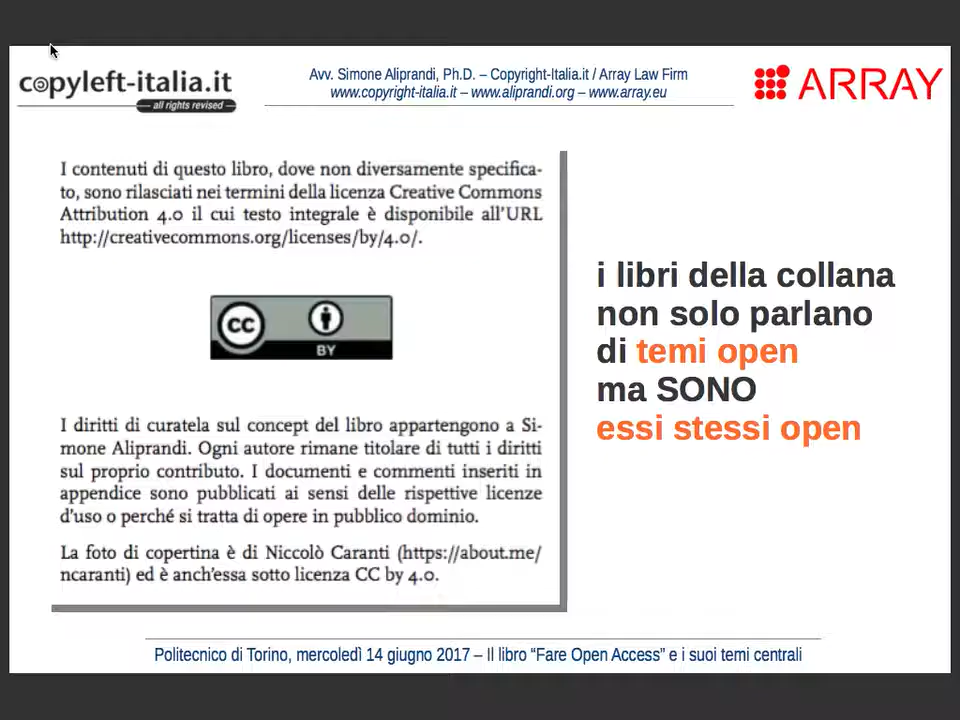 copyleft-italia.it
all rights revised
Avv. Simone Aliprandi, Ph.D. – Copyright-Italia.it / Array Law Firm
www.copyright-italia.it – www.aliprandi.org – www.array.eu
ARRAY
I contenuti di questo libro, dove non diversamente specifica-
to, sono rilasciati nei termini della licenza Creative Commons
Attribution 4.0 il cui testo integrale è disponibile all'URL
http://creativecommons.org/licenses/by/4.0/.
cc
BY
I diritti di curatela sul concept del libro appartengono a Si-
mone Aliprandi. Ogni autore rimane titolare di tutti i diritti
sul proprio contributo. I documenti e commenti inseriti in
appendice sono pubblicati ai sensi delle rispettive licenze
d'uso o perché si tratta di opere in pubblico dominio.
La foto di copertina è di Niccolò Caranti (https://about.me/
ncaranti) ed è anch'essa sotto licenza CC by 4.0.
i libri della collana
non solo parlano
di temi open
ma SONO
essi stessi open
Politecnico di Torino, mercoledì 14 giugno 2017 – Il libro “Fare Open Access” e i suoi temi centrali